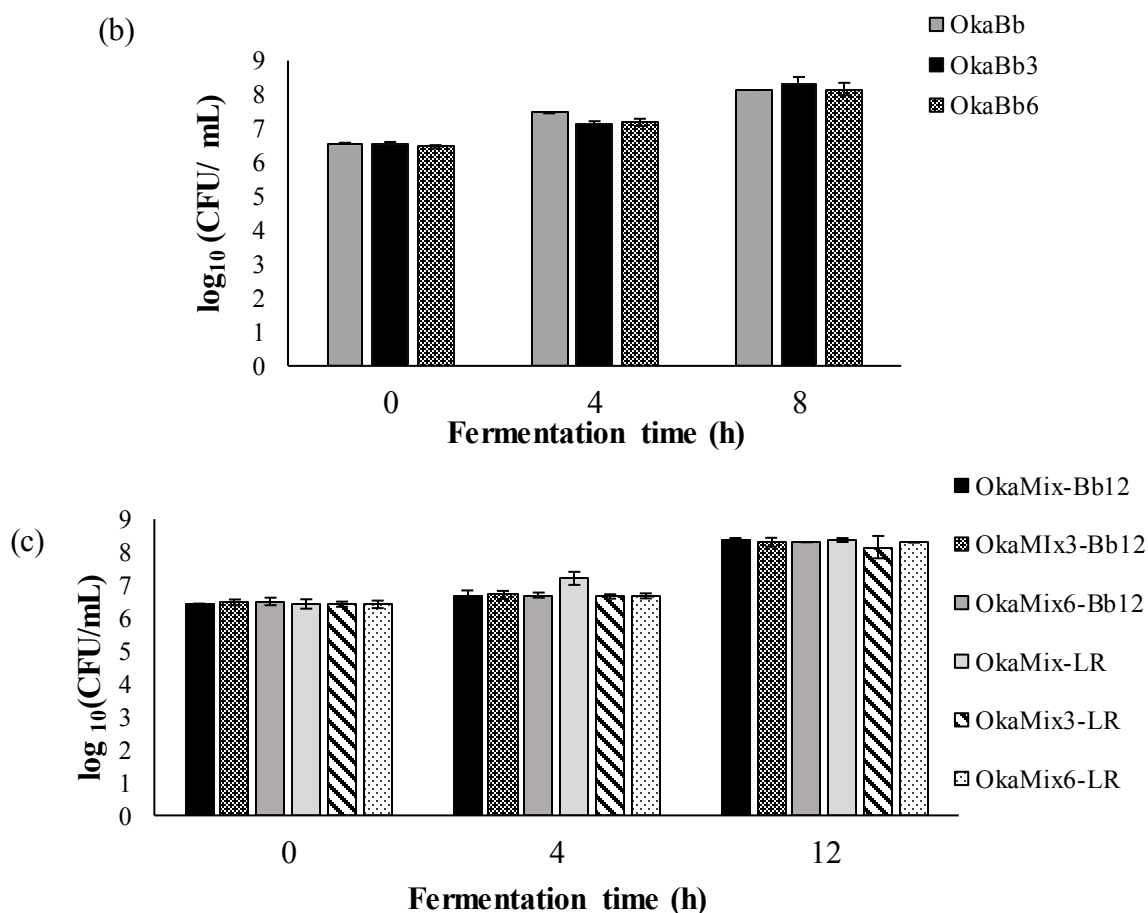 (b)
OkaBb
OkaBb3
OkaBb6
9
8
7
6
5
4
3
2
1
0
log10 (CFU/ mL)
0 4 8
Fermentation time (h)
(c)
OkaMix-Bb12
OkaMIx3-Bb12
OkaMix6-Bb12
OkaMix-LR
OkaMix3-LR
OkaMix6-LR
9
8
7
6
5
4
3
2
1
0
log 10(CFU/mL)
0 4 12
Fermentation time (h)